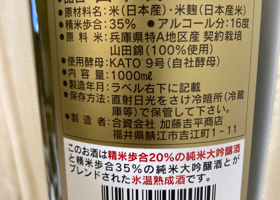 ○原材料：米（日本産）・米麹（日本産米）
○精米歩合：35％ ●アルコール分：16度
○原料米：兵庫県特A地区産 契約栽培
山田錦（100％使用）
○使用酵母：KATO 9号（自社酵母）
○内容量：1000ml
○製造年月：ラベル右下に記載
○保存方法：直射日光をさけ冷暗所（冷蔵
庫等）で保管して下さい。
製造者：合資会社 加藤吉平商店
福井県鯖江市吉江町1-11
このお酒は精米歩合20％の純米大吟醸酒
と精米歩合35％の純米大吟醸酒とが
ブレンドされた氷温熟成酒です。